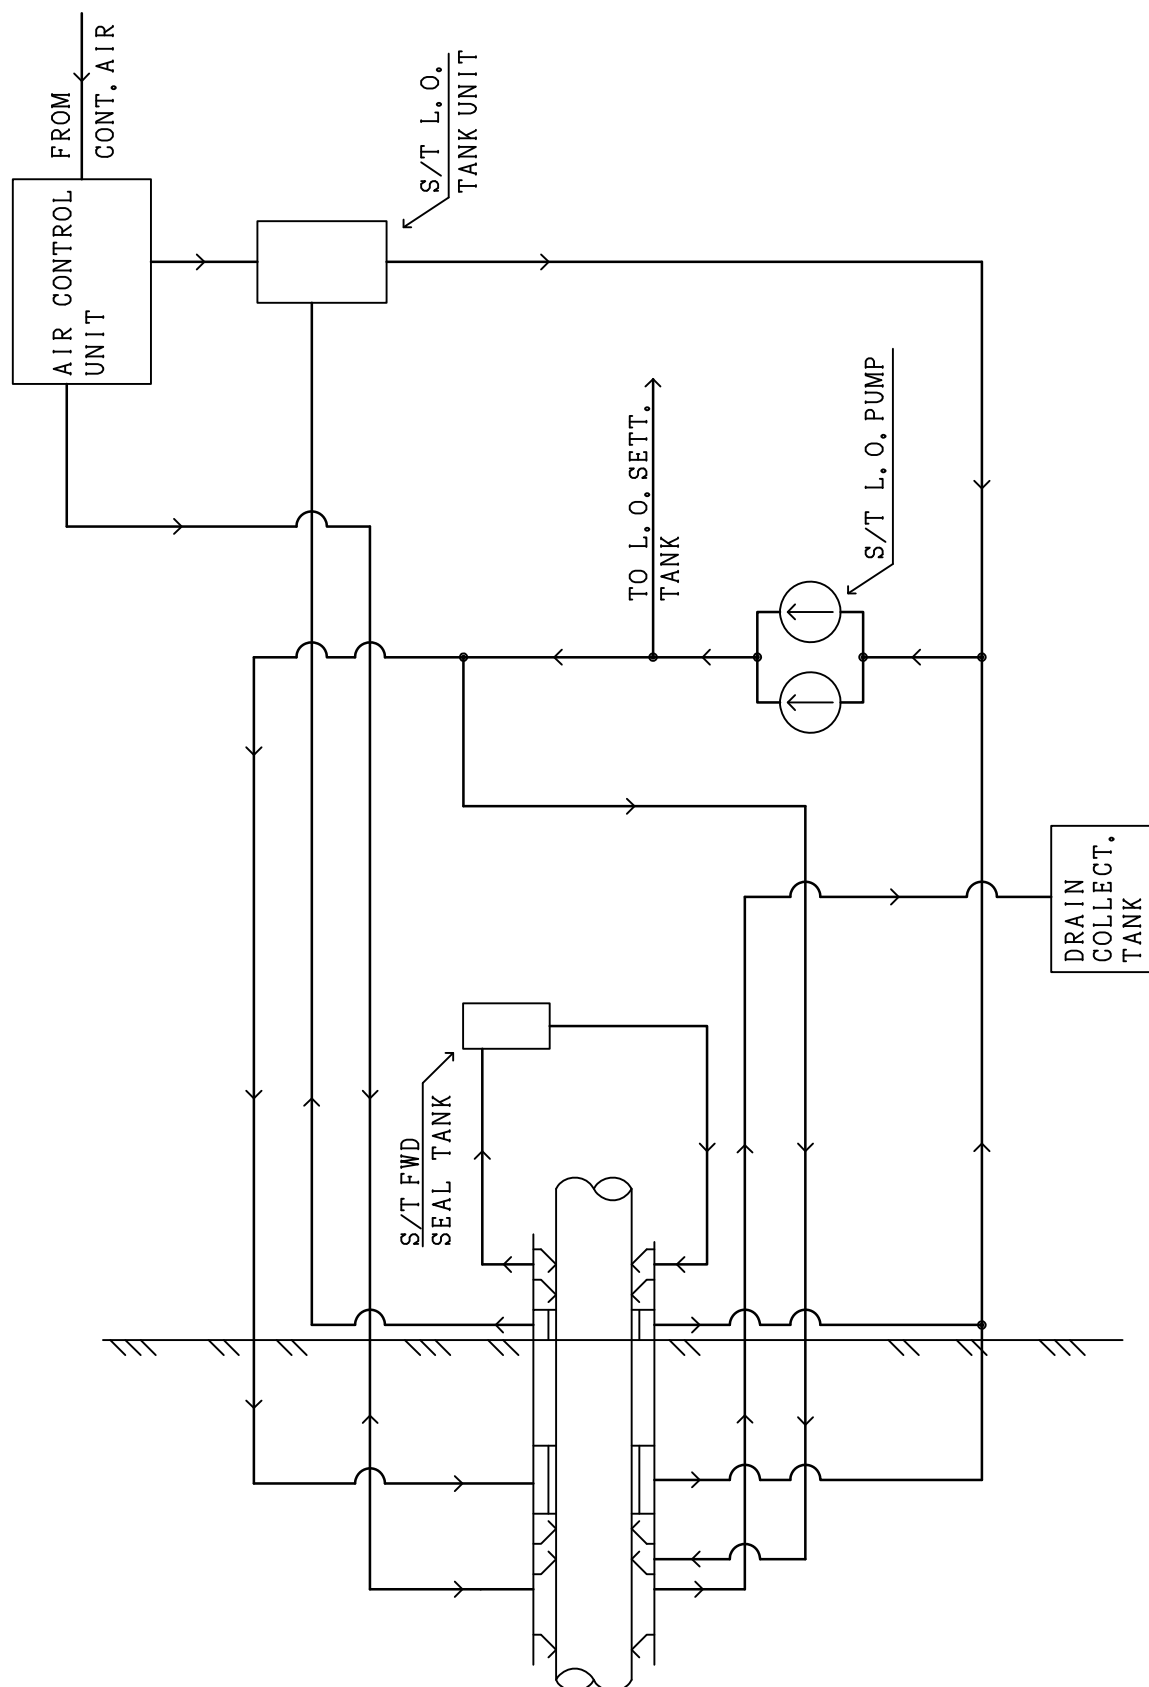 FROM
CONT. AIR
AIR CONTROL
UNIT
S/T L.O.
TANK UNIT
TO L.O. SETT.
TANK
S/T L.O. PUMP
S/T FWD
SEAL TANK
DRAIN
COLLECT.
TANK